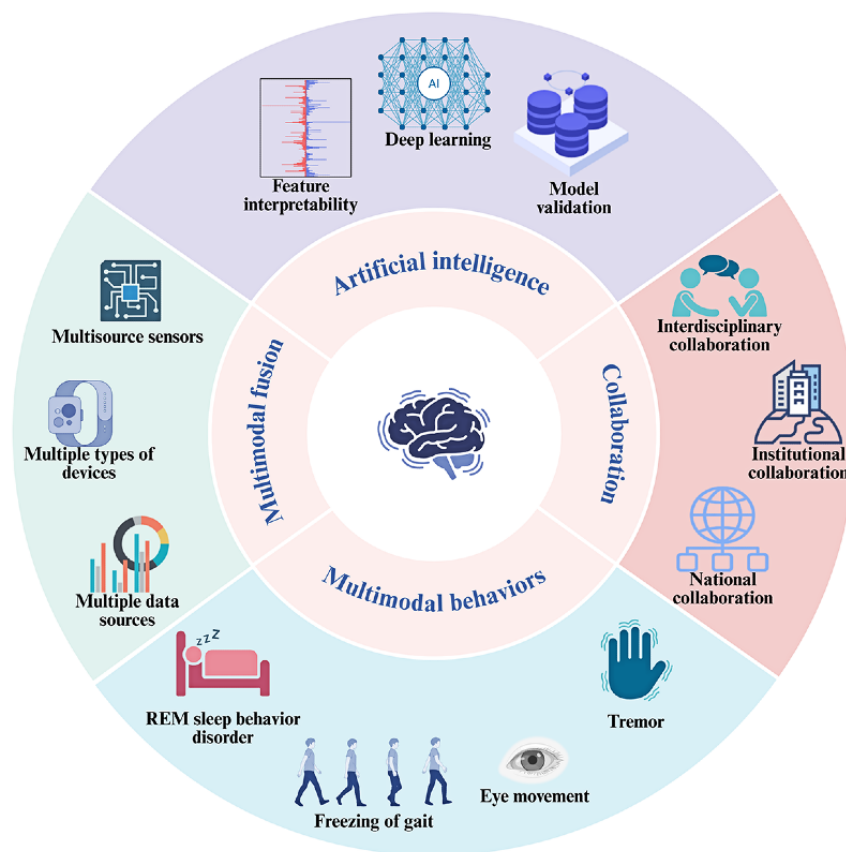 AI
Deep learning
Feature
interpretability
Model
validation
Artificial intelligence
Multisource sensors
Multiple types of
devices
Multiple data
sources
Multimodal fusion
Collaboration
Interdisciplinary
collaboration
Institutional
collaboration
National
collaboration
Multimodal behaviors
zzzZ
REM sleep behavior
disorder
Freezing of gait
Eye movement
Tremor